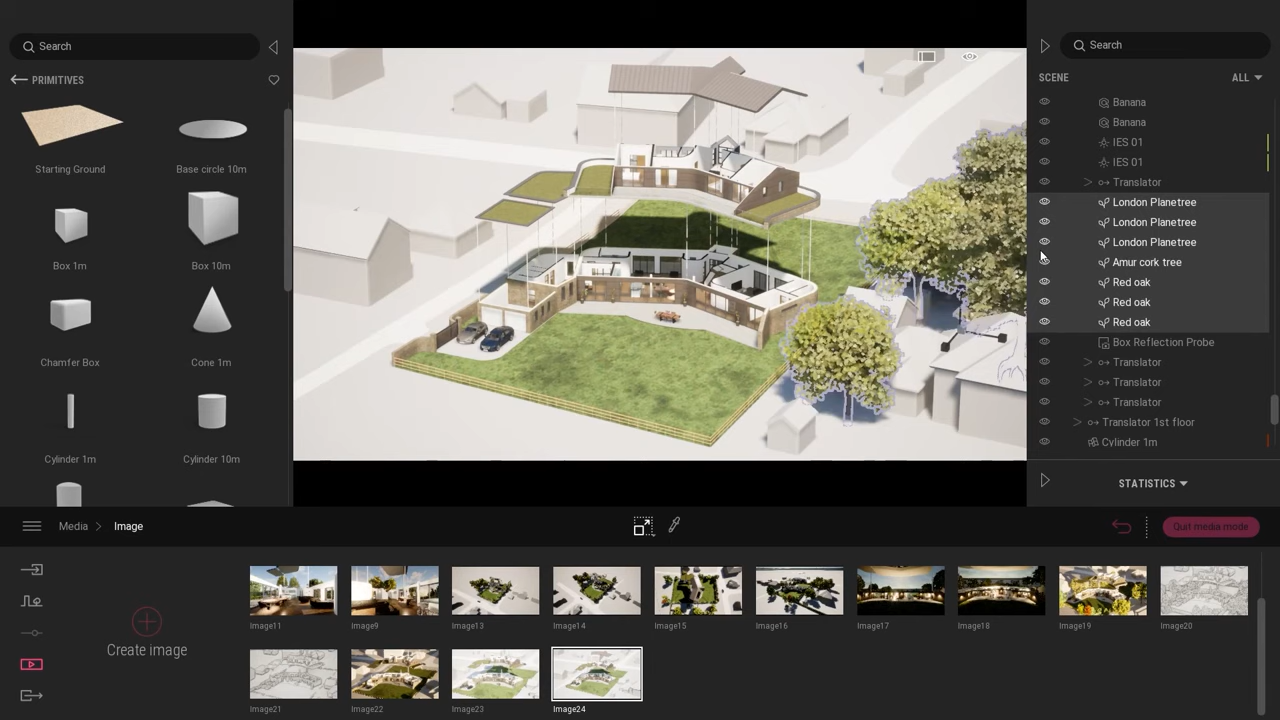 Search
PRIMITIVES
Starting Ground
Base circle 10m
Box 1m
Box 10m
Chamfer Box
Cone 1m
Cylinder 1m
Cylinder 10m
Search
SCENE
ALL
Banana
Banana
IES 01
IES 01
Translator
London Planetree
London Planetree
London Planetree
Amur cork tree
Red oak
Red oak
Red oak
Box Reflection Probe
Translator
Translator
Translator
Translator 1st floor
Cylinder 1m
STATISTICS
Media > Image
Quit media mode
Create image
Image11
Image9
Image13
Image14
Image15
Image16
Image17
Image18
Image19
Image20
Image21
Image22
Image23
Image24